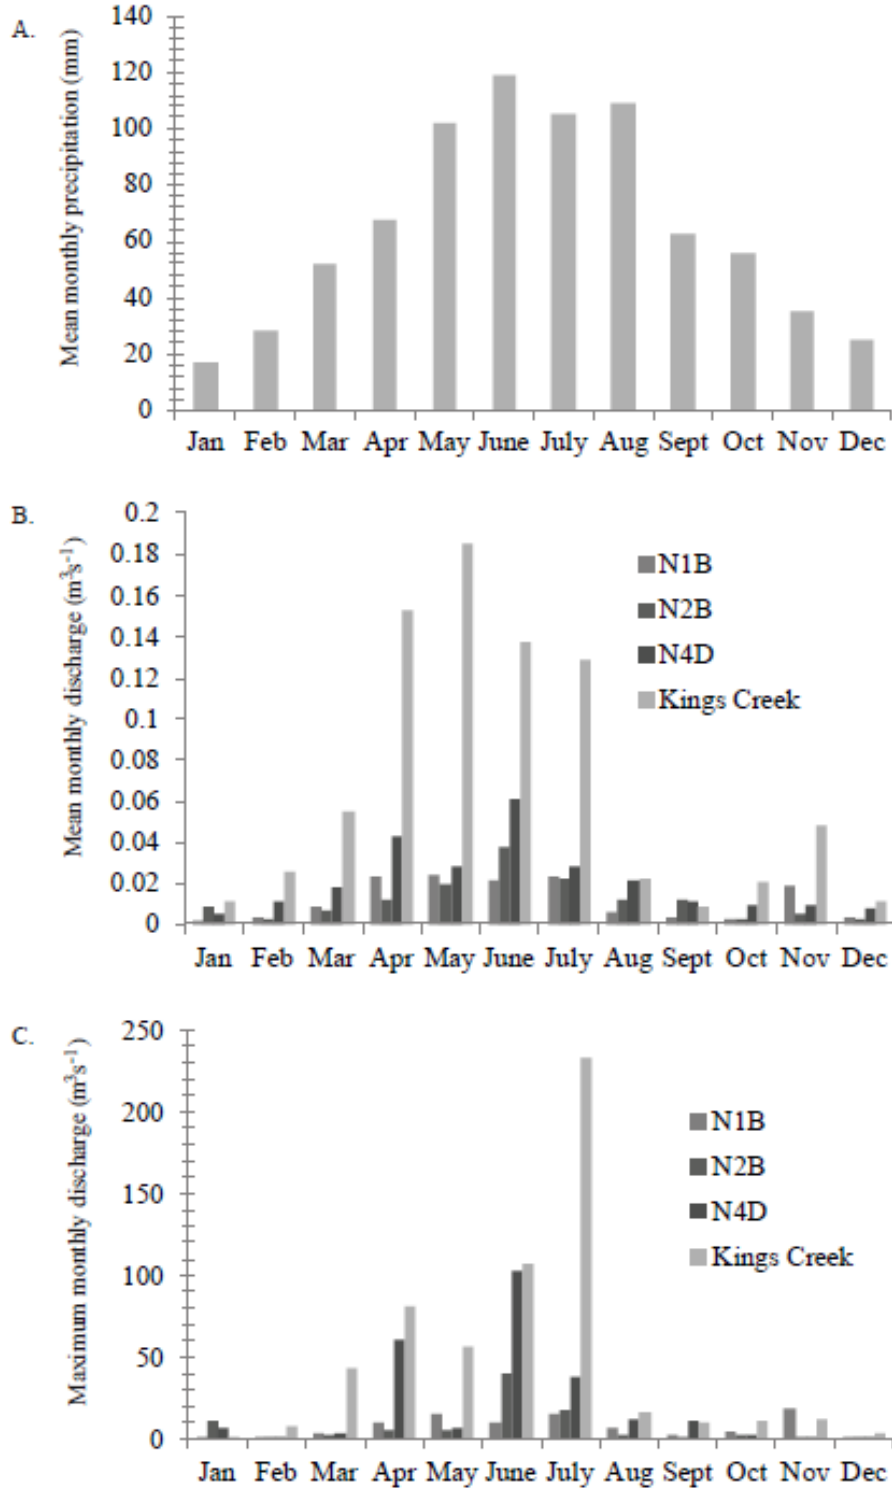 A.
Mean monthly precipitation (mm)
140
120
100
80
60
40
20
0
Jan Feb Mar Apr May June July Aug Sept Oct Nov Dec
B.
Mean monthly discharge (m³s⁻¹)
0.2
0.18
0.16
0.14
0.12
0.1
0.08
0.06
0.04
0.02
0
N1B
N2B
N4D
Kings Creek
Jan Feb Mar Apr May June July Aug Sept Oct Nov Dec
C.
Maximum monthly discharge (m³s⁻¹)
250
200
150
100
50
0
N1B
N2B
N4D
Kings Creek
Jan Feb Mar Apr May June July Aug Sept Oct Nov Dec